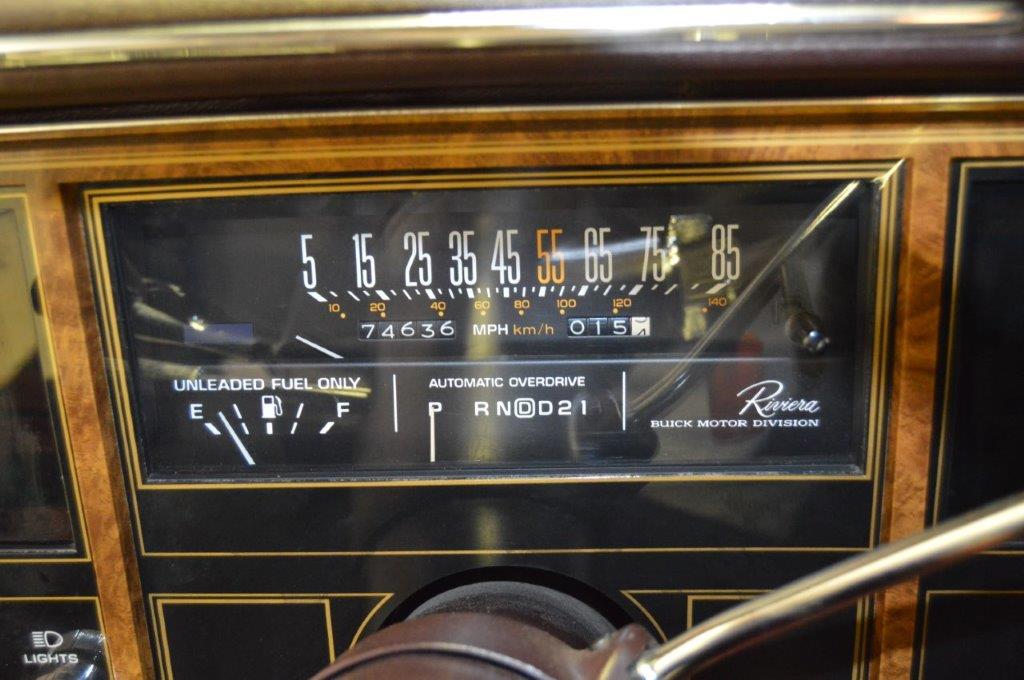 5 15 25 35 45 55 65 75 85
10 20 40 60 80 100 120 140
74636 MPH km/h 015
UNLEADED FUEL ONLY
E F
AUTOMATIC OVERDRIVE
P R N D D 2 1
Riviera
BUICK MOTOR DIVISION
LIGHTS